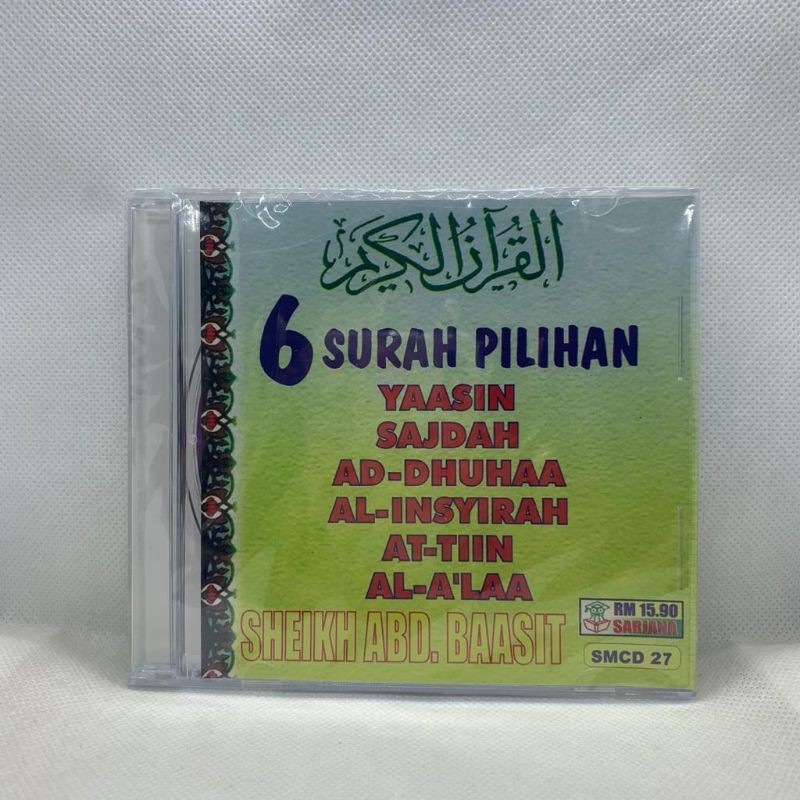 القرآن الكريم
6 SURAH PILIHAN
YAASIN
SAJDAH
AD-DHUHAA
AL-INSYIRAH
AT-TIIN
AL-A'LAA
SHEIKH ABD. BAASIT
RM 15.90
SARJANA
SMCD 27